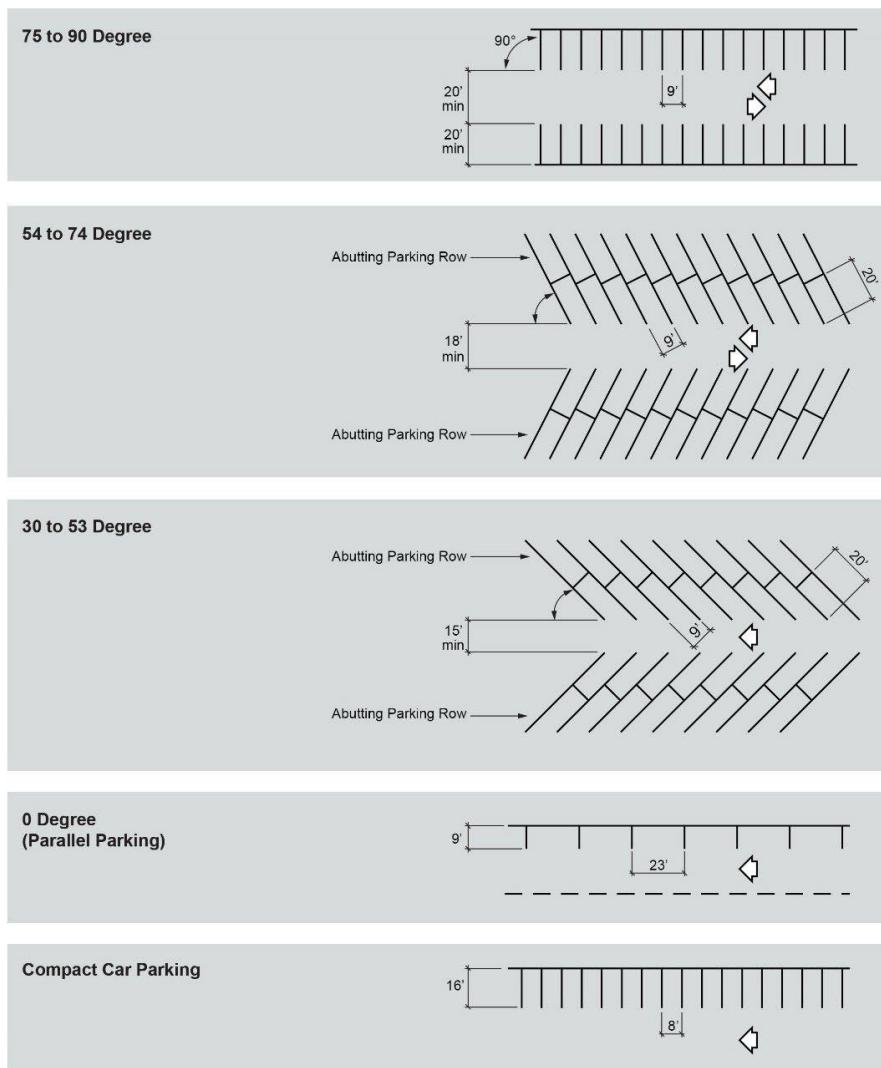 75 to 90 Degree
90°
20'
min
9'
20'
min
54 to 74 Degree
Abutting Parking Row
20'
18'
min
9'
Abutting Parking Row
30 to 53 Degree
Abutting Parking Row
20'
15'
min
9'
Abutting Parking Row
0 Degree
(Parallel Parking)
9'
23'
Compact Car Parking
16'
8'